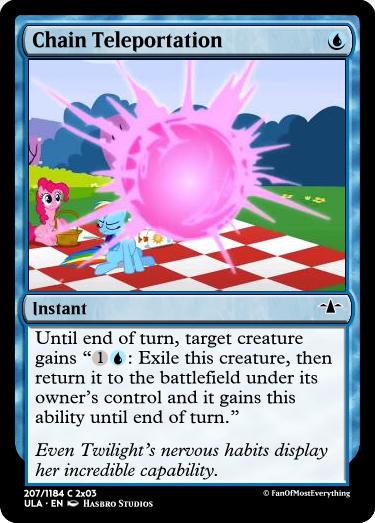 Chain Teleportation
Instant
Until end of turn, target creature
gains “1: Exile this creature, then
return it to the battlefield under its
owner's control and it gains this
ability until end of turn.”
Even Twilight's nervous habits display
her incredible capability.
207/1184 C 2x03
ULA • EN Hasbro Studios
© FanOfMostEverything